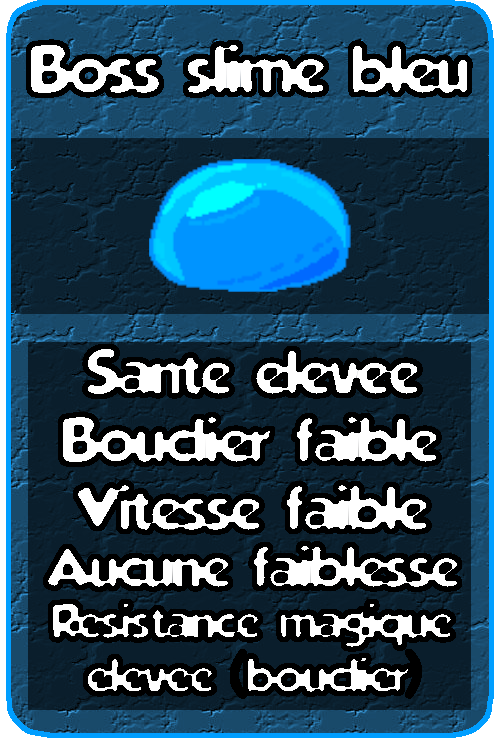 Boss slime bleu
Sante elevee
Bouclier faible
Vitesse faible
Aucune faiblesse
Resistance magique
elevee (bouclier)